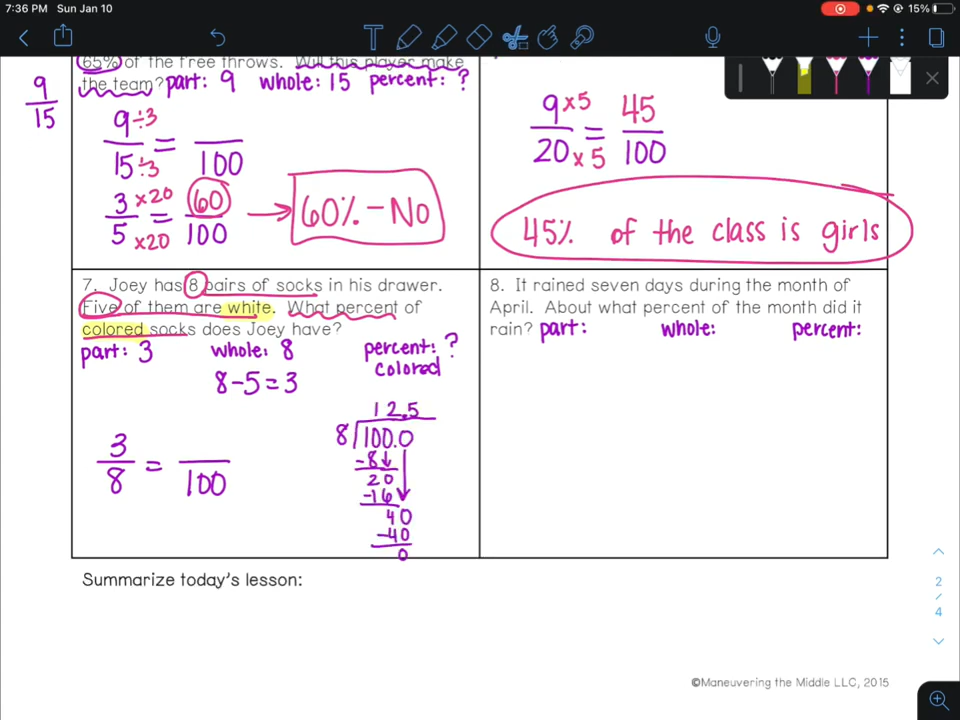 7:36 PM Sun Jan 10
15%
65% of the free throws. Will this player make
the team? part: 9 whole: 15 percent: ?
9
15
9 ÷3
15 ÷3
=
100
3 ×20
5 ×20
=
60
100
60% - No
9 ×5
20 ×5
=
45
100
45% of the class is girls
7. Joey has 8 pairs of socks in his drawer.
Five of them are white. What percent of
colored socks does Joey have?
part: 3 whole: 8 percent: ?
colored
8-5=3
3
8
=
100
12.5
8 100.0
-8
20
-16
40
-40
0
8. It rained seven days during the month of
April. About what percent of the month did it
rain? part: whole: percent:
Summarize today's lesson:
2
/
4
©Maneuvering the Middle LLC, 2015